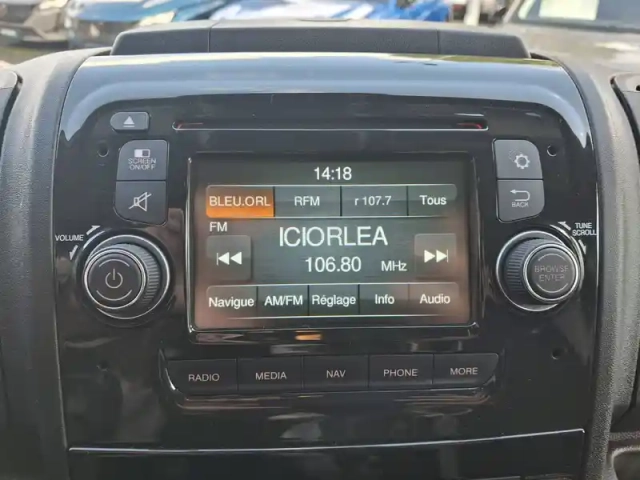 14:18
SCREEN ON/OFF
BLEU.ORL RFM r 107.7 Tous
BACK
FM
VOLUME
ICIORLEA
TUNE SCROLL
106.80 MHz
BROWSE ENTER
Navigue AM/FM Réglage Info Audio
RADIO MEDIA NAV PHONE MORE